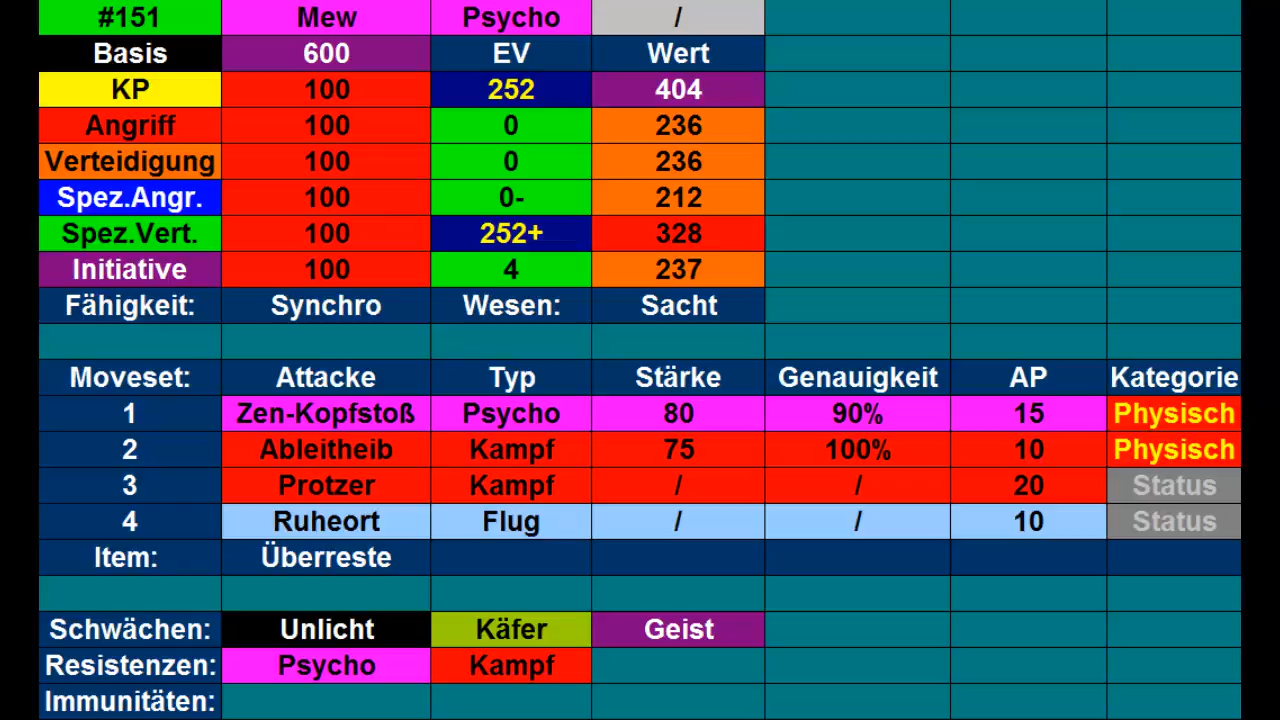 #151 Mew Psycho /
Basis 600 EV Wert
KP 100 252 404
Angriff 100 0 236
Verteidigung 100 0 236
Spez.Angr. 100 0- 212
Spez.Vert. 100 252+ 328
Initiative 100 4 237
Fähigkeit: Synchro Wesen: Sacht
Moveset: Attacke Typ Stärke Genauigkeit AP Kategorie
1 Zen-Kopfstoß Psycho 80 90% 15 Physisch
2 Ableitheib Kampf 75 100% 10 Physisch
3 Protzer Kampf / / 20 Status
4 Ruheort Flug / / 10 Status
Item: Überreste
Schwächen: Unlicht Käfer Geist
Resistenzen: Psycho Kampf
Immunitäten: